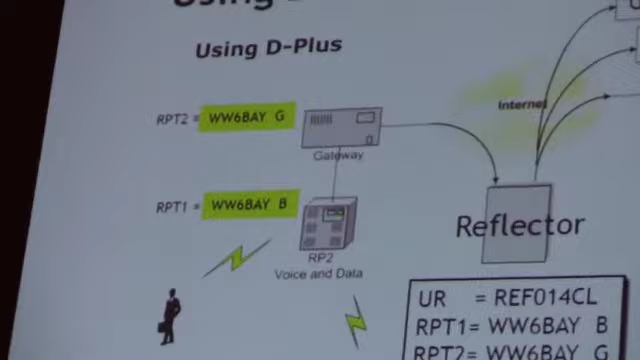 Using
Using D-Plus
RPT2 = WW6BAY G
Internet
Gateway
RPT1 = WW6BAY B
Reflector
RP2
Voice and Data
UR = REF014CL
RPT1= WW6BAY B
RPT2= WW6BAY G